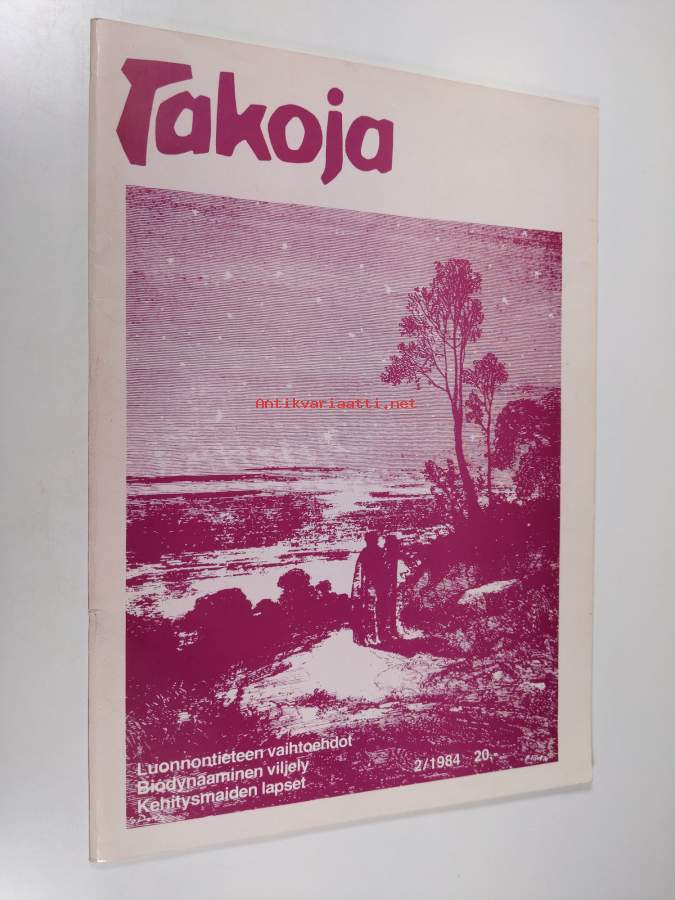 Takoja
Antikvariaatti.net
Luonnontieteen vaihtoehdot
Biodynaaminen viljely
Kehitysmaiden lapset
2/1984 20,-